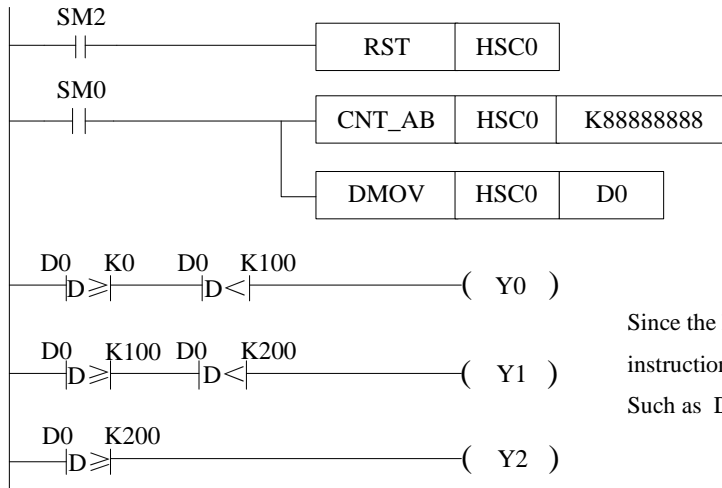 SM2
RST HSC0
SM0
CNT_AB HSC0 K88888888
DMOV HSC0 D0
D0 K0 D0 K100
D≥ D< ( Y0 )
Since the
D0 K100 D0 K200
D≥ D< ( Y1 )
Such as
D0 K200
D≥ ( Y2 )